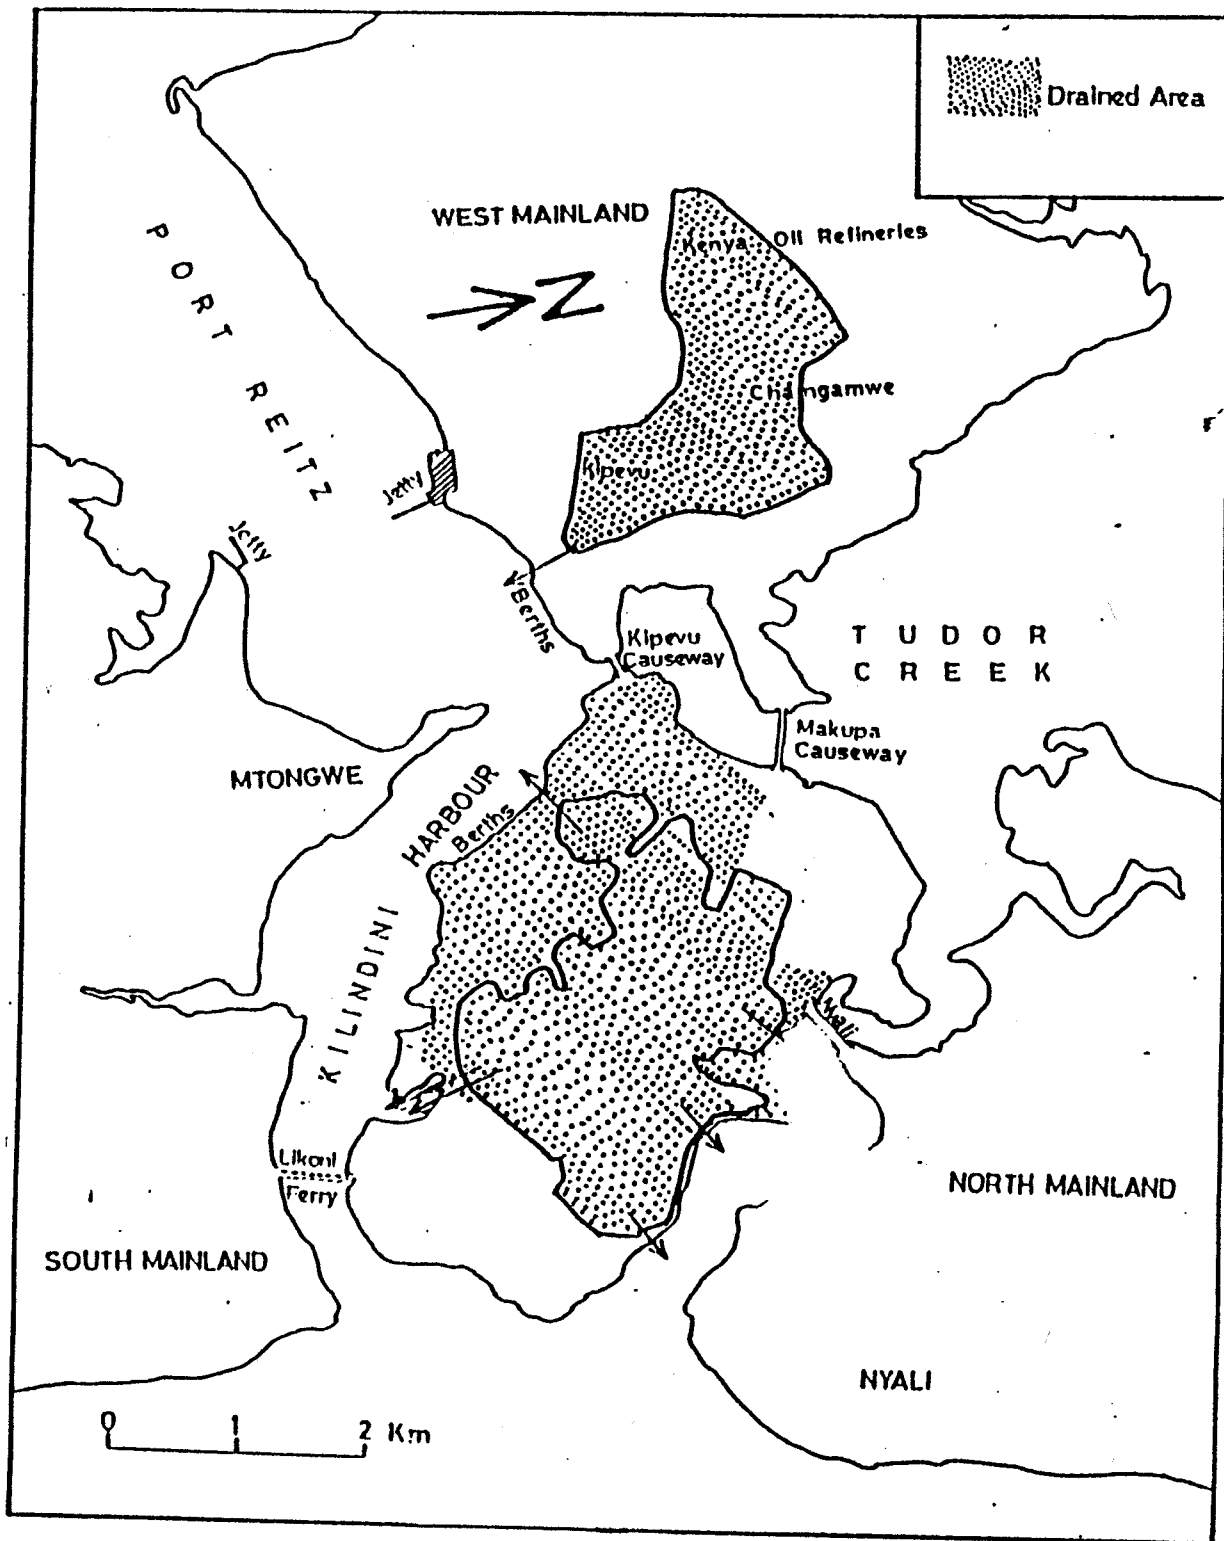 Drained Area
WEST MAINLAND
Kenya Oil Refineries
PORT REITZ
N
Chamgamwe
Kipevu
Jetty
Jetty
Berths
Kipevu
Causeway
TUDOR
CREEK
Makupa
Causeway
MTONGWE
HARBOUR
Berths
KILINDINI
Likoni
Ferry
NORTH MAINLAND
SOUTH MAINLAND
NYALI
0 1 2 Km